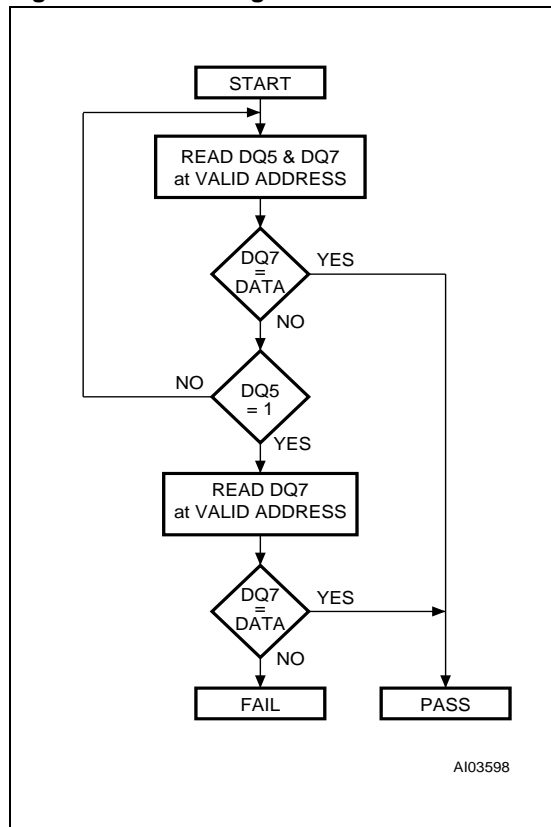 START
READ DQ5 & DQ7
at VALID ADDRESS
DQ7
=
DATA
YES
NO
NO
DQ5
= 1
YES
READ DQ7
at VALID ADDRESS
DQ7
=
DATA
YES
NO
FAIL
PASS
AI03598